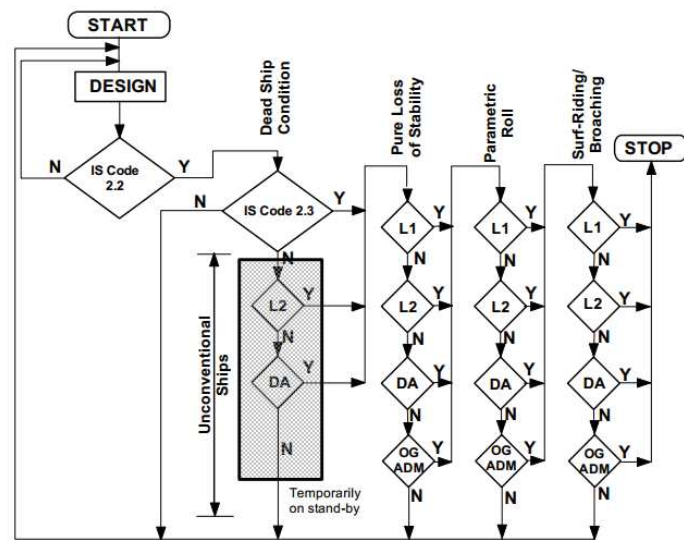 START
DESIGN
N
IS Code
2.2
Y
Dead Ship
Condition
N
IS Code 2.3
Y
N
L2
Y
N
DA
Y
N
Unconventional
Ships
Temporarily
on stand-by
Pure Loss
of Stability
L1
Y
N
L2
Y
N
DA
Y
N
OG
ADM
Y
N
Parametric
Roll
L1
Y
N
L2
Y
N
DA
Y
N
OG
ADM
Y
N
Surf-Riding/
Broaching
L1
Y
N
L2
Y
N
DA
Y
N
OG
ADM
Y
N
STOP